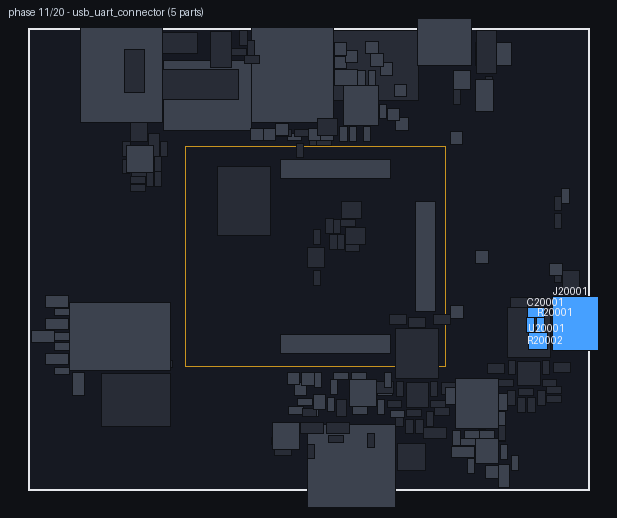 phase 11/20 - usb_uart_connector (5 parts)
J20001
C20001
R20001
U20001
R20002